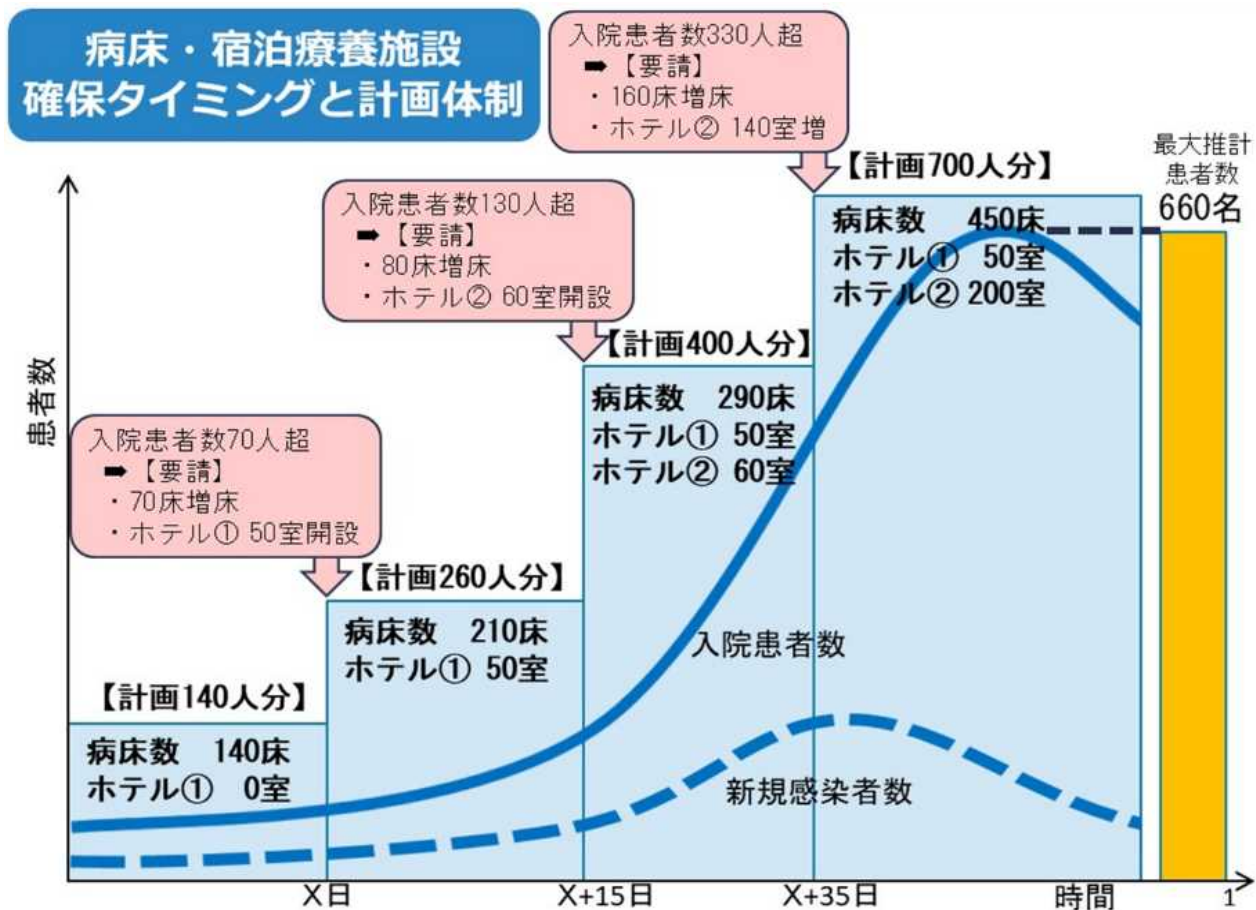 病床・宿泊療養施設
確保タイミングと計画体制
入院患者数330人超
➡【要請】
・160床増床
・ホテル② 140室増
入院患者数130人超
➡【要請】
・80床増床
・ホテル② 60室開設
入院患者数70人超
➡【要請】
・70床増床
・ホテル① 50室開設
患者数
【計画140人分】
病床数 140床
ホテル① 0室
【計画260人分】
病床数 210床
ホテル① 50室
【計画400人分】
病床数 290床
ホテル① 50室
ホテル② 60室
【計画700人分】
病床数 450床
ホテル① 50室
ホテル② 200室
最大推計
患者数
660名
入院患者数
新規感染者数
X日
X+15日
X+35日
時間
1